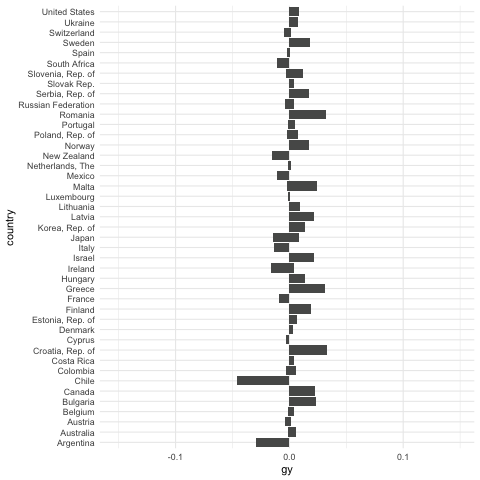 United States
Ukraine
Switzerland
Sweden
Spain
South Africa
Slovenia, Rep. of
Slovak Rep.
Serbia, Rep. of
Russian Federation
Romania
Portugal
Poland, Rep. of
Norway
New Zealand
Netherlands, The
Mexico
Malta
Luxembourg
Lithuania
Latvia
Korea, Rep. of
Japan
Italy
Israel
Ireland
Hungary
Greece
France
Finland
Estonia, Rep. of
Denmark
Cyprus
Croatia, Rep. of
Costa Rica
Colombia
Chile
Canada
Bulgaria
Belgium
Austria
Australia
Argentina
country
-0.1 0.0 0.1
gy